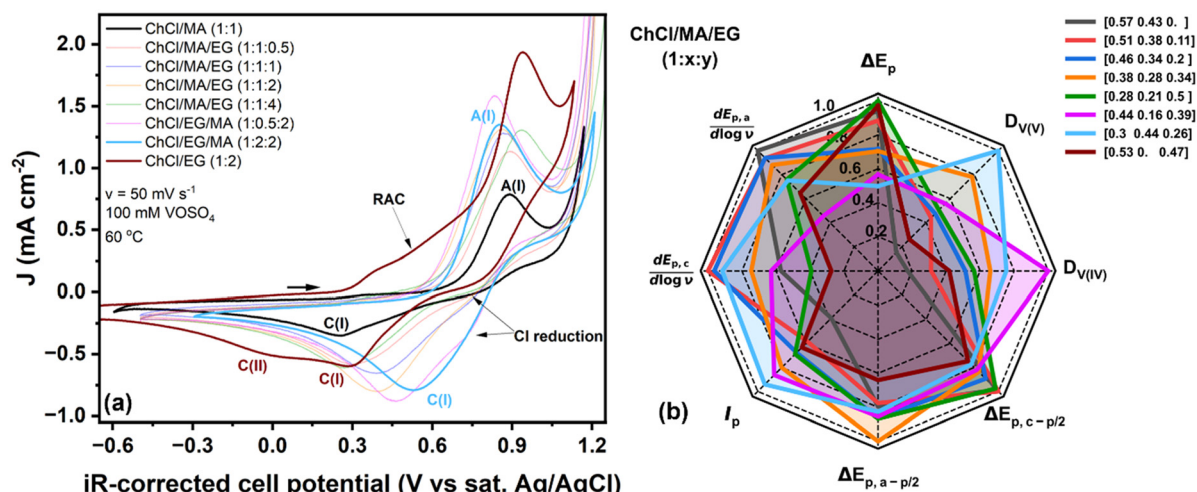 2.0
1.5
1.0
0.5
0.0
−0.5
−1.0
J (mA cm⁻²)
ChCl/MA (1:1)
ChCl/MA/EG (1:1:0.5)
ChCl/MA/EG (1:1:1)
ChCl/MA/EG (1:1:2)
ChCl/MA/EG (1:1:4)
ChCl/EG/MA (1:0.5:2)
ChCl/EG/MA (1:2:2)
ChCl/EG (1:2)
v = 50 mV s⁻¹
100 mM VOSO₄
60 °C
RAC
A(I)
A(I)
C(I)
C(II)
C(I)
C(I)
Cl reduction
(a)
−0.6
−0.3
0.0
0.3
0.6
0.9
1.2
iR-corrected cell potential (V vs sat. Ag/AgCl)
(b)
ChCl/MA/EG
(1:x:y)
ΔEₚ
D_V(V)
D_V(IV)
ΔE_p, c − p/2
ΔE_p, a − p/2
Iₚ
dE_p, c
dlog ν
dE_p, a
dlog ν
1.0
0.8
0.6
0.4
0.2
[0.57 0.43 0. ]
[0.51 0.38 0.11]
[0.46 0.34 0.2 ]
[0.38 0.28 0.34]
[0.28 0.21 0.5 ]
[0.44 0.16 0.39]
[0.3 0.44 0.26]
[0.53 0. 0.47]